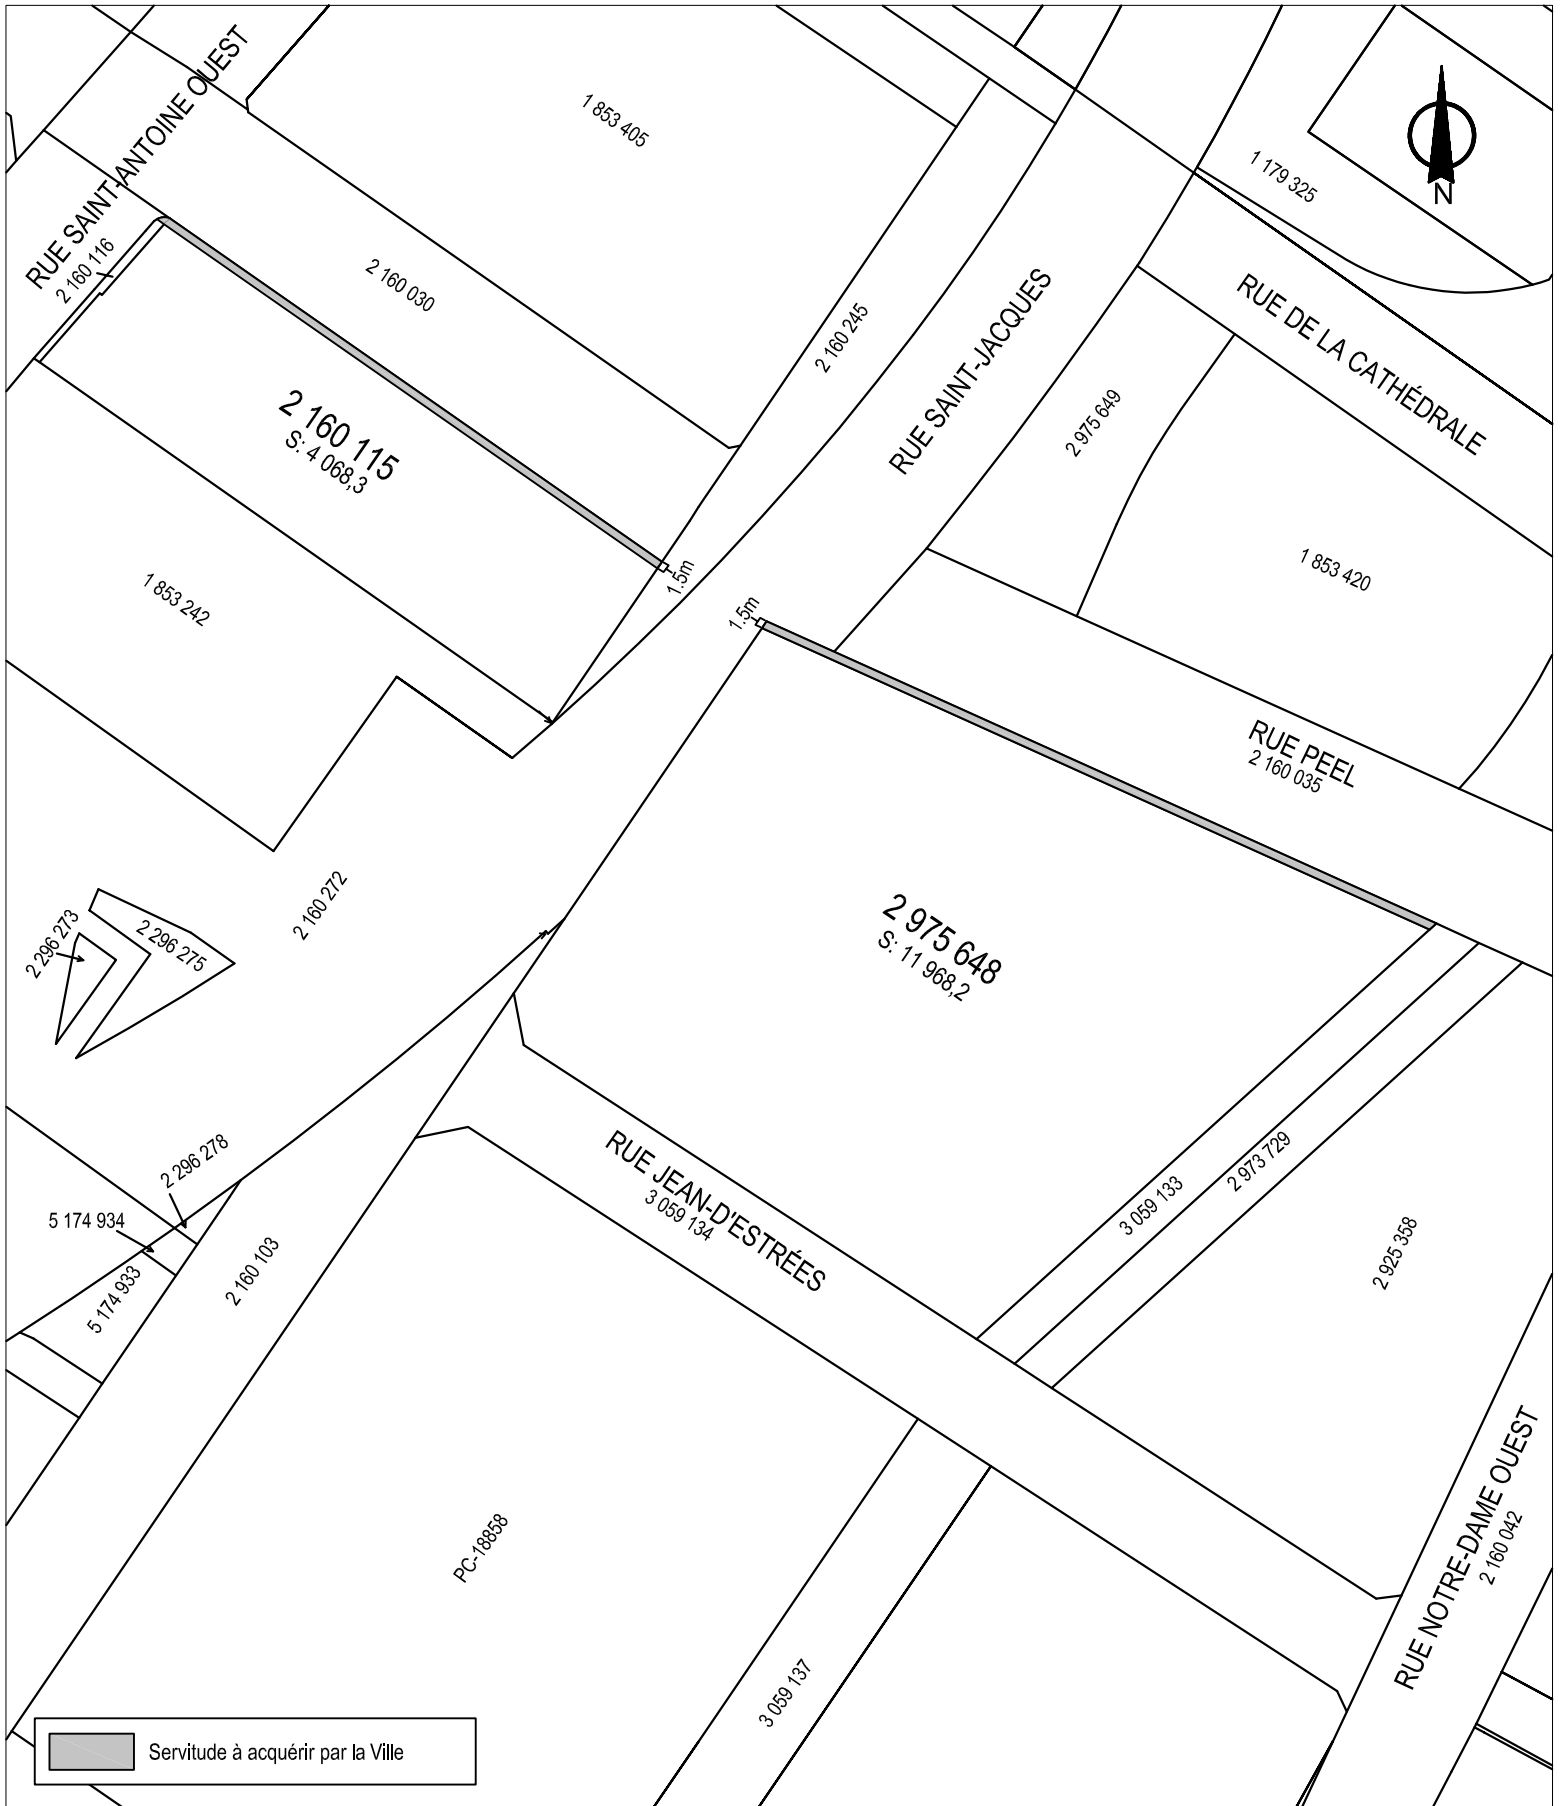 RUE SAINT-ANTOINE OUEST
1 853 405
1 179 325
N
2 160 116
2 160 030
2 160 245
RUE SAINT-JACQUES
RUE DE LA CATHÉDRALE
2 160 115
S: 4 068,3
2 975 649
1 853 242
1.5m
1.5m
1 853 420
RUE PEEL
2 160 035
2 160 272
2 296 273
2 296 275
2 975 648
S: 11 968,2
2 296 278
5 174 934
5 174 933
2 160 103
RUE JEAN-D'ESTRÉES
3 059 134
3 059 133
2 973 729
2 925 358
RUE NOTRE-DAME OUEST
2 160 042
PC-18858
3 059 137
Servitude à acquérir par la Ville